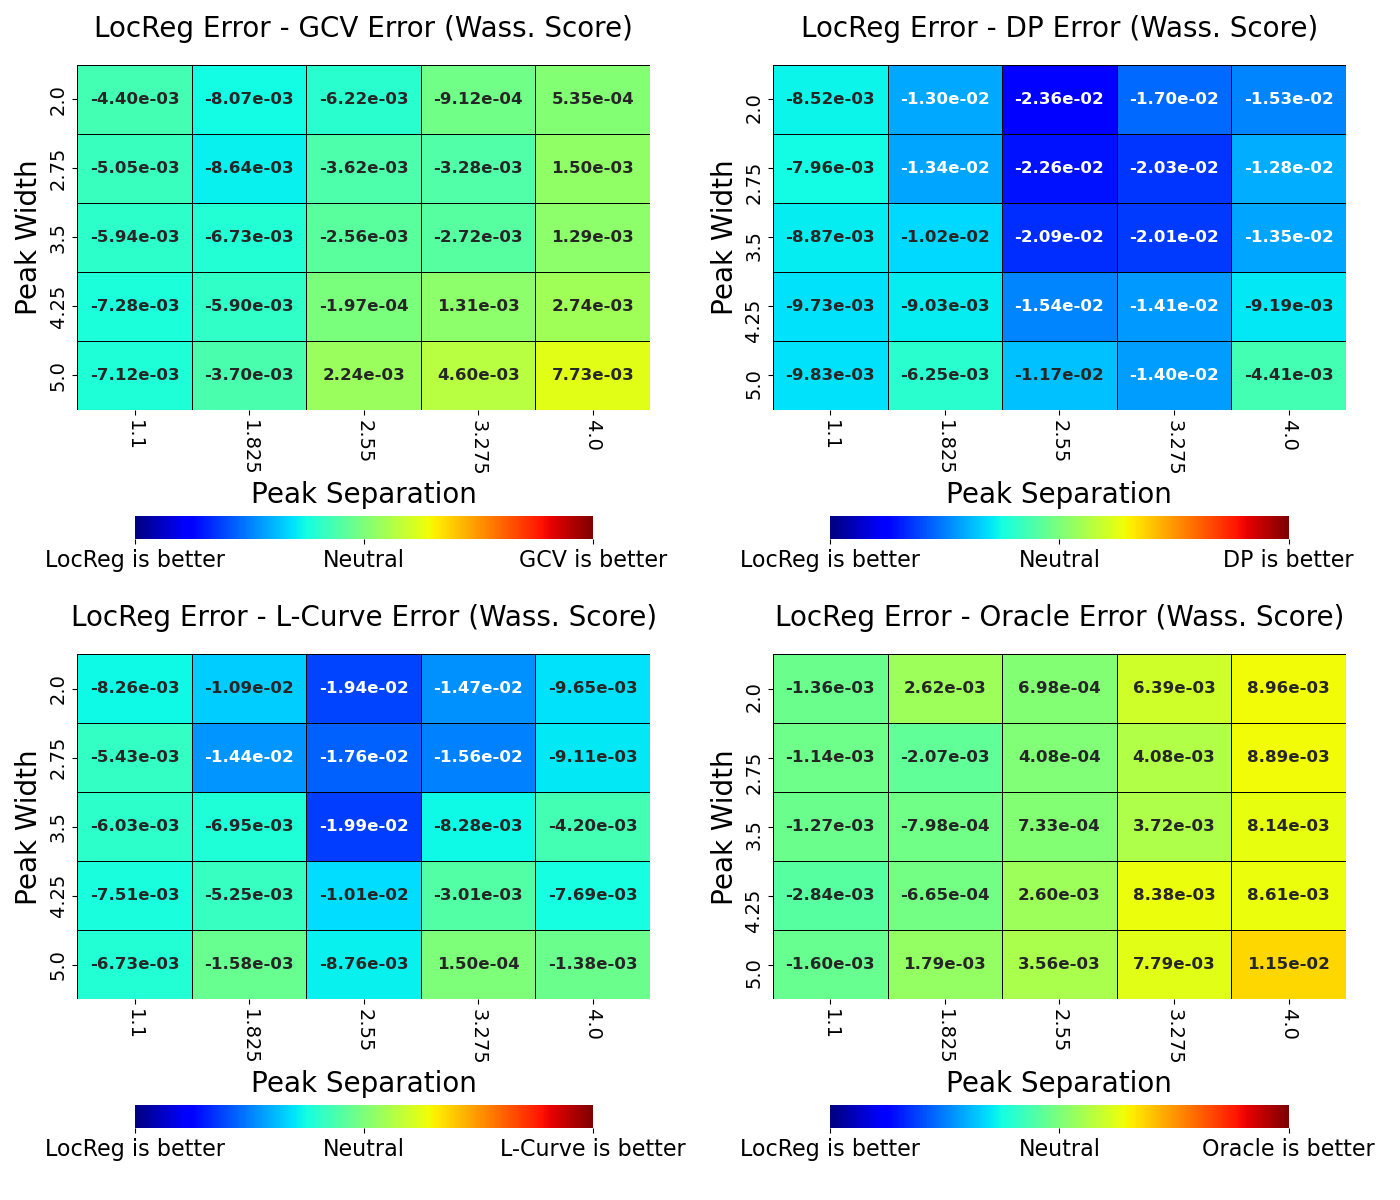 LocReg Error - GCV Error (Wass. Score)
Peak Width
2.0 -4.40e-03 -8.07e-03 -6.22e-03 -9.12e-04 5.35e-04
2.75 -5.05e-03 -8.64e-03 -3.62e-03 -3.28e-03 1.50e-03
3.5 -5.94e-03 -6.73e-03 -2.56e-03 -2.72e-03 1.29e-03
4.25 -7.28e-03 -5.90e-03 -1.97e-04 1.31e-03 2.74e-03
5.0 -7.12e-03 -3.70e-03 2.24e-03 4.60e-03 7.73e-03
1.1 1.825 2.55 3.275 4.0
Peak Separation
LocReg is better Neutral GCV is better
LocReg Error - DP Error (Wass. Score)
Peak Width
2.0 -8.52e-03 -1.30e-02 -2.36e-02 -1.70e-02 -1.53e-02
2.75 -7.96e-03 -1.34e-02 -2.26e-02 -2.03e-02 -1.28e-02
3.5 -8.87e-03 -1.02e-02 -2.09e-02 -2.01e-02 -1.35e-02
4.25 -9.73e-03 -9.03e-03 -1.54e-02 -1.41e-02 -9.19e-03
5.0 -9.83e-03 -6.25e-03 -1.17e-02 -1.40e-02 -4.41e-03
1.1 1.825 2.55 3.275 4.0
Peak Separation
LocReg is better Neutral DP is better
LocReg Error - L-Curve Error (Wass. Score)
Peak Width
2.0 -8.26e-03 -1.09e-02 -1.94e-02 -1.47e-02 -9.65e-03
2.75 -5.43e-03 -1.44e-02 -1.76e-02 -1.56e-02 -9.11e-03
3.5 -6.03e-03 -6.95e-03 -1.99e-02 -8.28e-03 -4.20e-03
4.25 -7.51e-03 -5.25e-03 -1.01e-02 -3.01e-03 -7.69e-03
5.0 -6.73e-03 -1.58e-03 -8.76e-03 1.50e-04 -1.38e-03
1.1 1.825 2.55 3.275 4.0
Peak Separation
LocReg is better Neutral L-Curve is better
LocReg Error - Oracle Error (Wass. Score)
Peak Width
2.0 -1.36e-03 2.62e-03 6.98e-04 6.39e-03 8.96e-03
2.75 -1.14e-03 -2.07e-03 4.08e-04 4.08e-03 8.89e-03
3.5 -1.27e-03 -7.98e-04 7.33e-04 3.72e-03 8.14e-03
4.25 -2.84e-03 -6.65e-04 2.60e-03 8.38e-03 8.61e-03
5.0 -1.60e-03 1.79e-03 3.56e-03 7.79e-03 1.15e-02
1.1 1.825 2.55 3.275 4.0
Peak Separation
LocReg is better Neutral Oracle is better